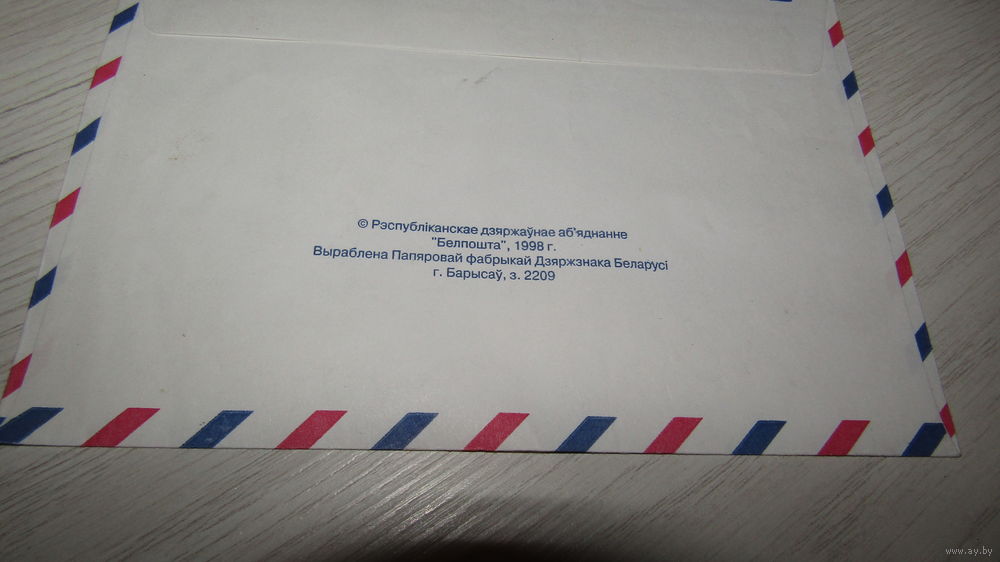 © Рэспубліканскае дзяржаўнае аб'яднанне
"Белпошта", 1998 г.
Выраблена Папяровай фабрыкай Дзяржзнака Беларусі
г. Барысаў, з. 2209
www.ay.by